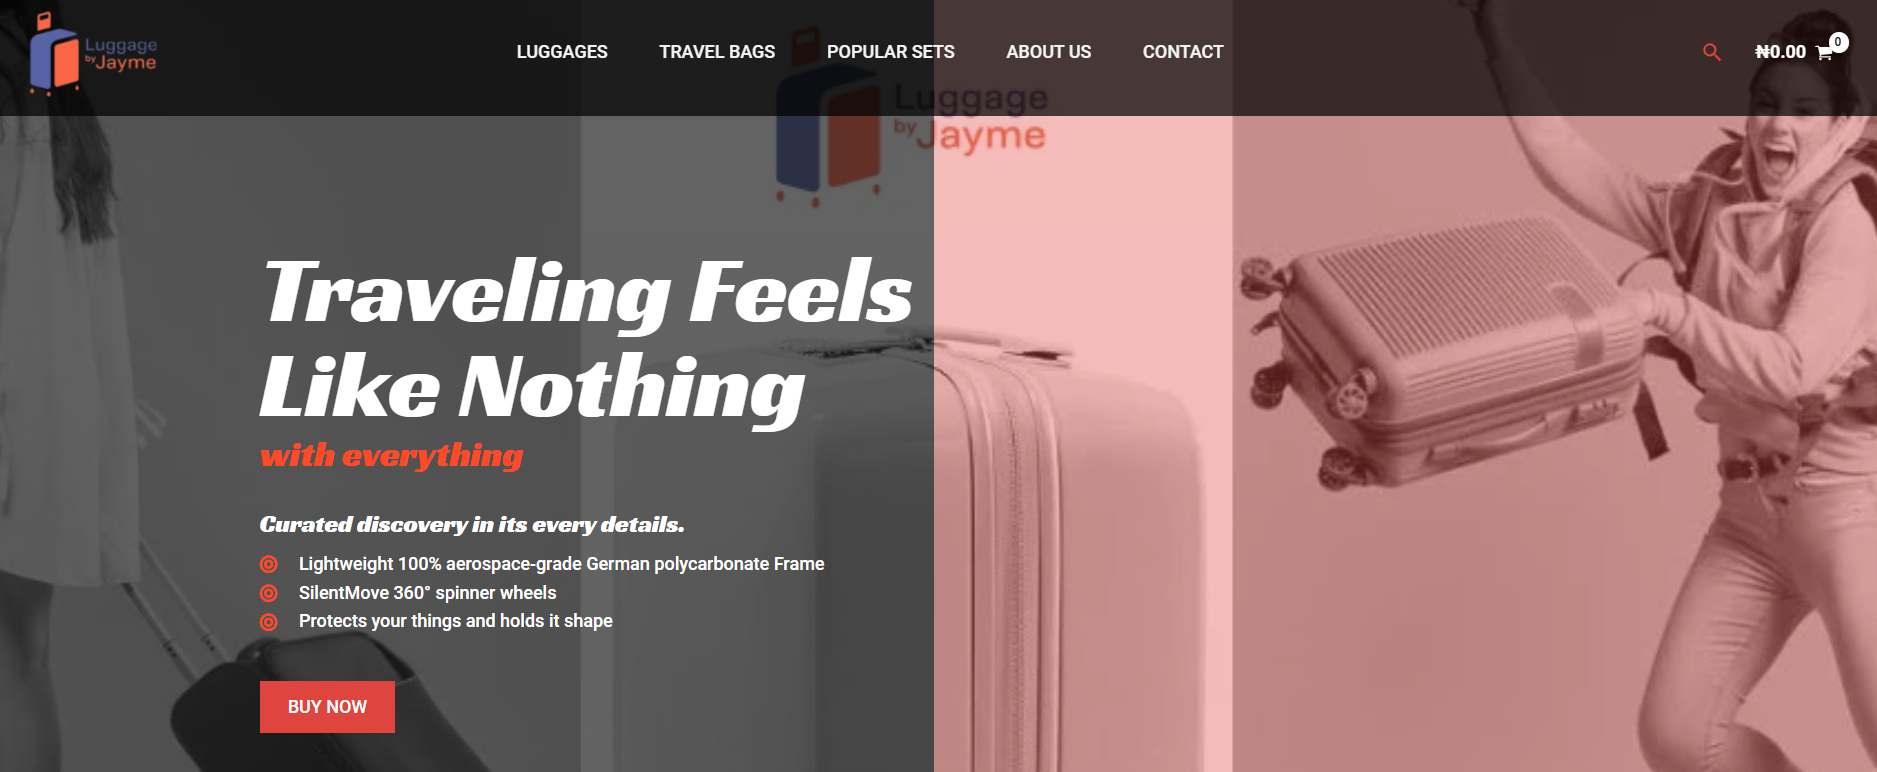 Luggage
by Jayme
LUGGAGES
TRAVEL BAGS
POPULAR SETS
ABOUT US
CONTACT
₦0.00
0
Luggage
by Jayme
Traveling Feels
Like Nothing
with everything
Curated discovery in its every details.
Lightweight 100% aerospace-grade German polycarbonate Frame
SilentMove 360° spinner wheels
Protects your things and holds it shape
BUY NOW